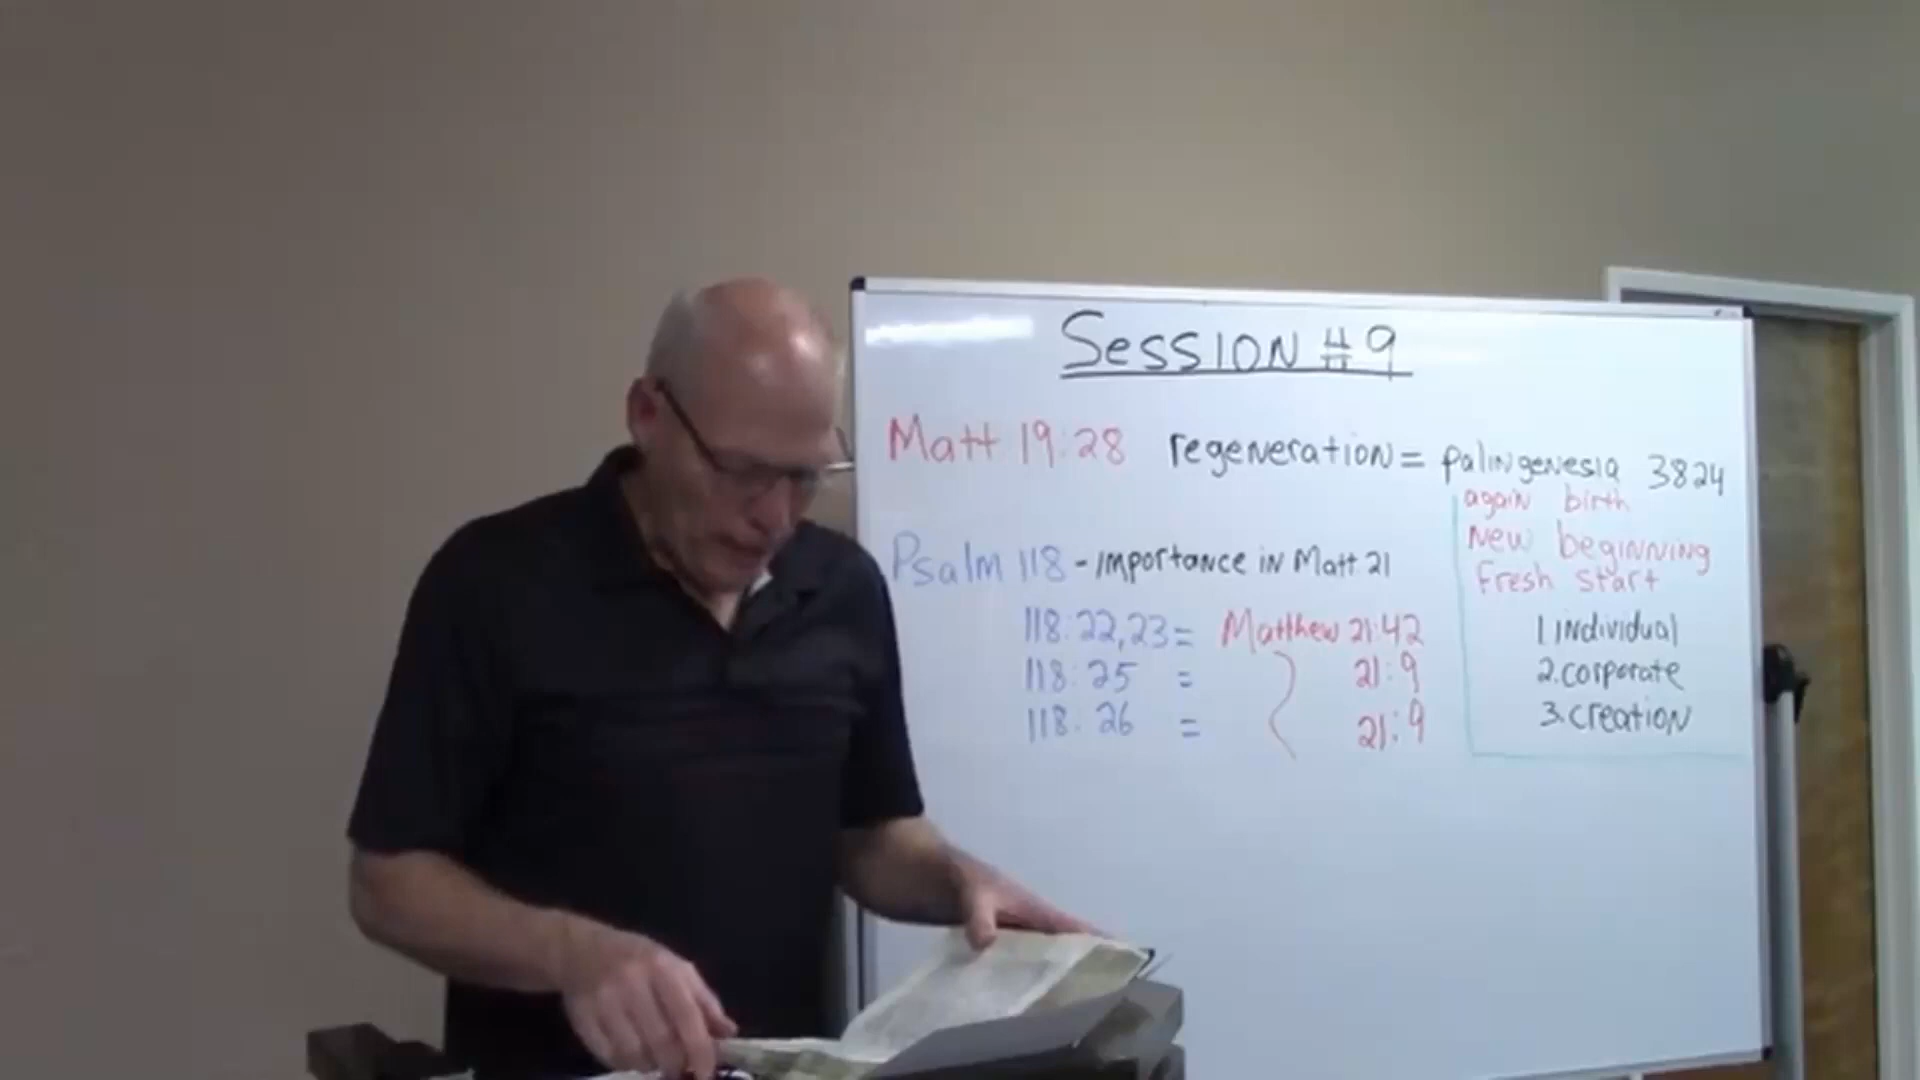 Session #9
Matt 19:28 regeneration = palingenesia 3824
again birth
New beginning
Fresh start
1. individual
2. corporate
3. creation
Psalm 118 - importance in Matt 21
118:22,23 = Matthew 21:42
118:25 = 21:9
118:26 = 21:9